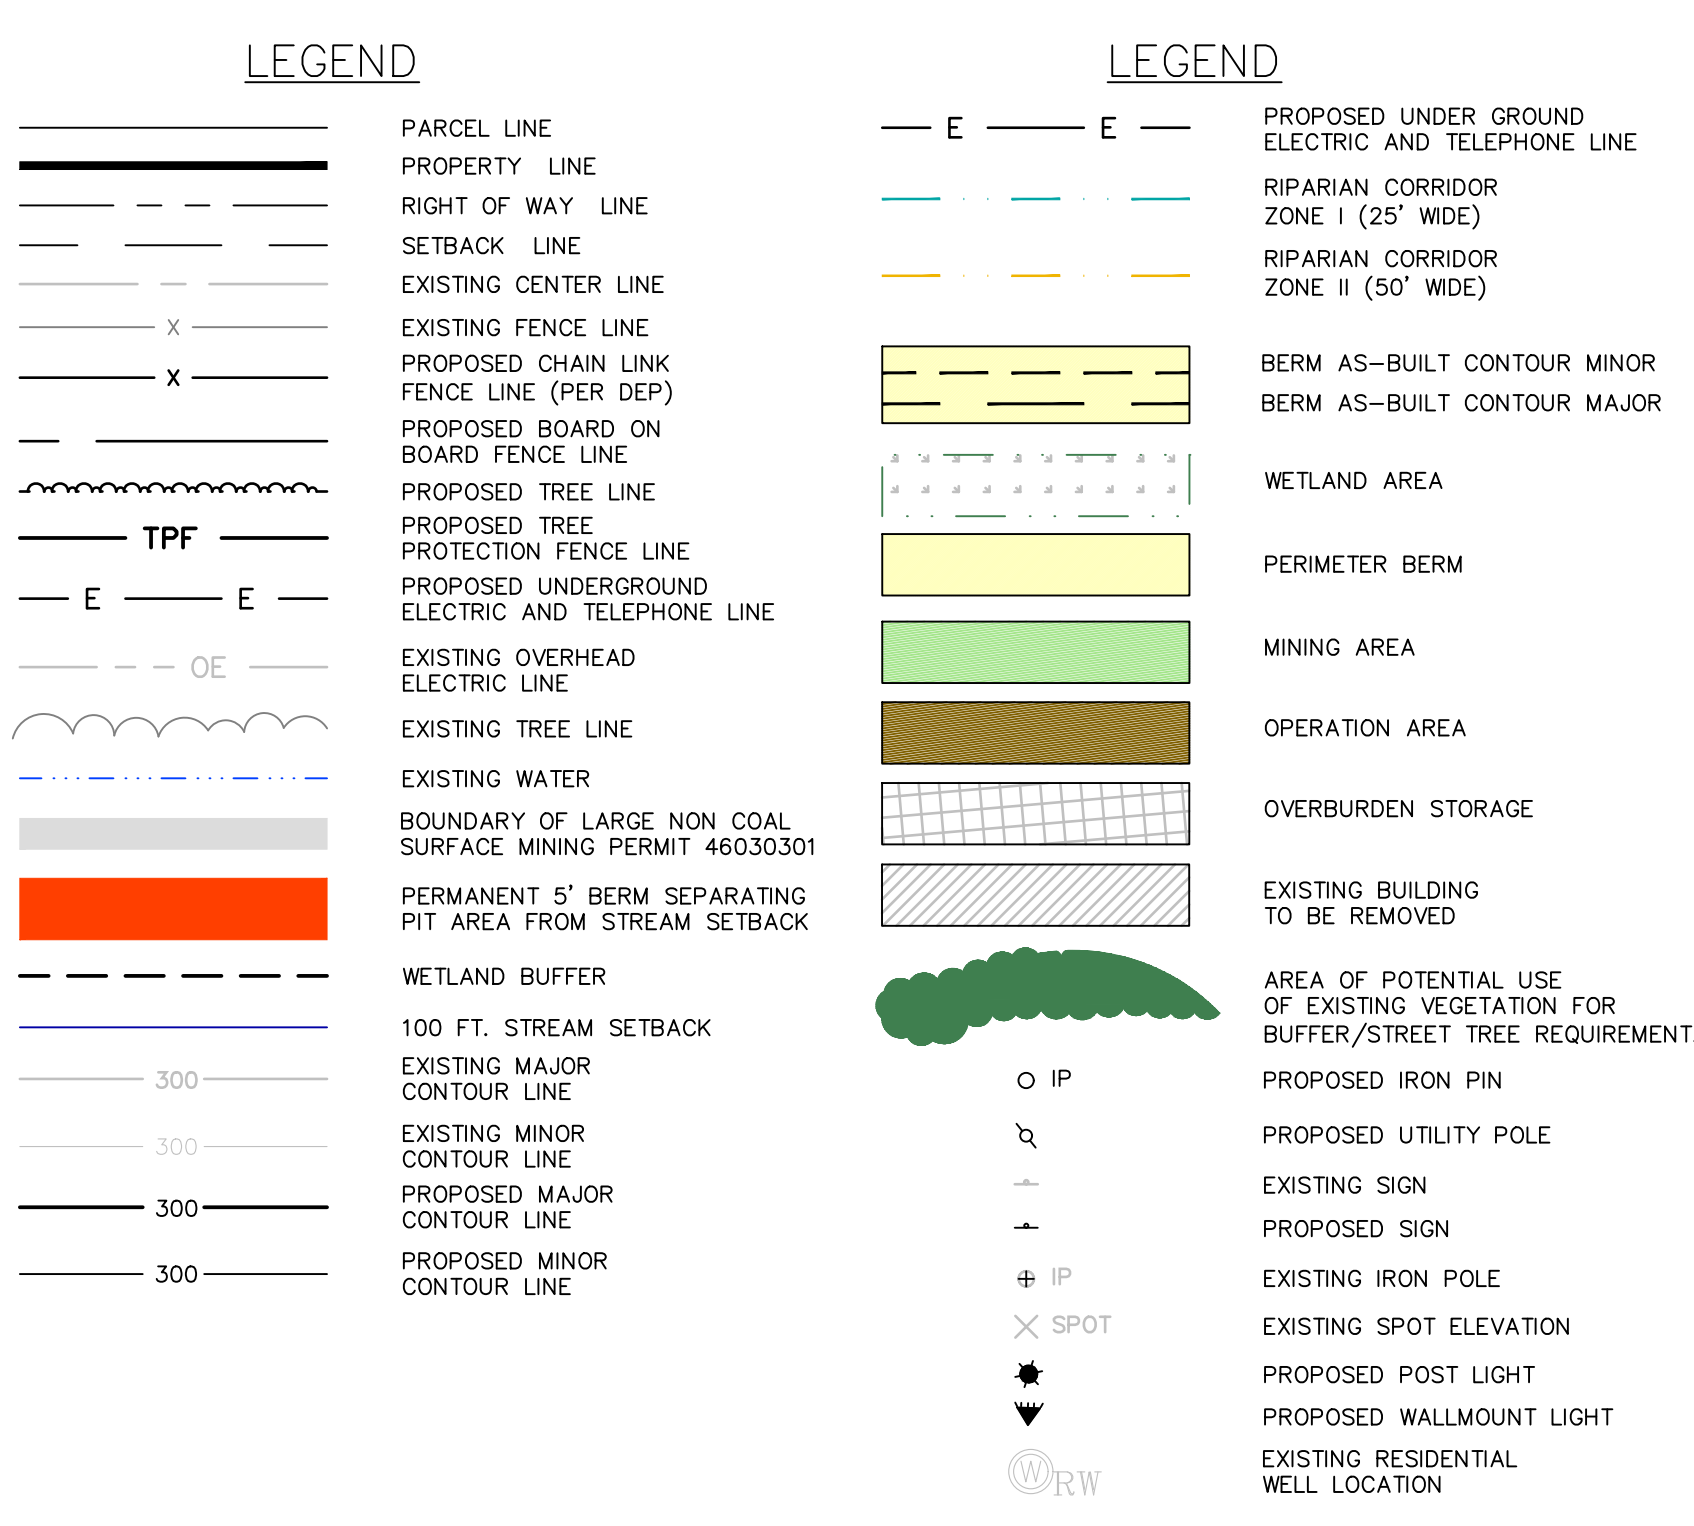 LEGEND
PARCEL LINE
PROPERTY LINE
RIGHT OF WAY LINE
SETBACK LINE
EXISTING CENTER LINE
X EXISTING FENCE LINE
X PROPOSED CHAIN LINK
FENCE LINE (PER DEP)
PROPOSED BOARD ON
BOARD FENCE LINE
PROPOSED TREE LINE
TPF PROPOSED TREE
PROTECTION FENCE LINE
E E PROPOSED UNDERGROUND
ELECTRIC AND TELEPHONE LINE
OE EXISTING OVERHEAD
ELECTRIC LINE
EXISTING TREE LINE
EXISTING WATER
BOUNDARY OF LARGE NON COAL
SURFACE MINING PERMIT 46030301
PERMANENT 5' BERM SEPARATING
PIT AREA FROM STREAM SETBACK
WETLAND BUFFER
100 FT. STREAM SETBACK
300 EXISTING MAJOR
CONTOUR LINE
300 EXISTING MINOR
CONTOUR LINE
300 PROPOSED MAJOR
CONTOUR LINE
300 PROPOSED MINOR
CONTOUR LINE
LEGEND
E E PROPOSED UNDER GROUND
ELECTRIC AND TELEPHONE LINE
RIPARIAN CORRIDOR
ZONE I (25' WIDE)
RIPARIAN CORRIDOR
ZONE II (50' WIDE)
BERM AS-BUILT CONTOUR MINOR
BERM AS-BUILT CONTOUR MAJOR
WETLAND AREA
PERIMETER BERM
MINING AREA
OPERATION AREA
OVERBURDEN STORAGE
EXISTING BUILDING
TO BE REMOVED
AREA OF POTENTIAL USE
OF EXISTING VEGETATION FOR
BUFFER/STREET TREE REQUIREMENT.
IP PROPOSED IRON PIN
PROPOSED UTILITY POLE
EXISTING SIGN
PROPOSED SIGN
IP EXISTING IRON POLE
SPOT EXISTING SPOT ELEVATION
PROPOSED POST LIGHT
PROPOSED WALLMOUNT LIGHT
W RW EXISTING RESIDENTIAL
WELL LOCATION